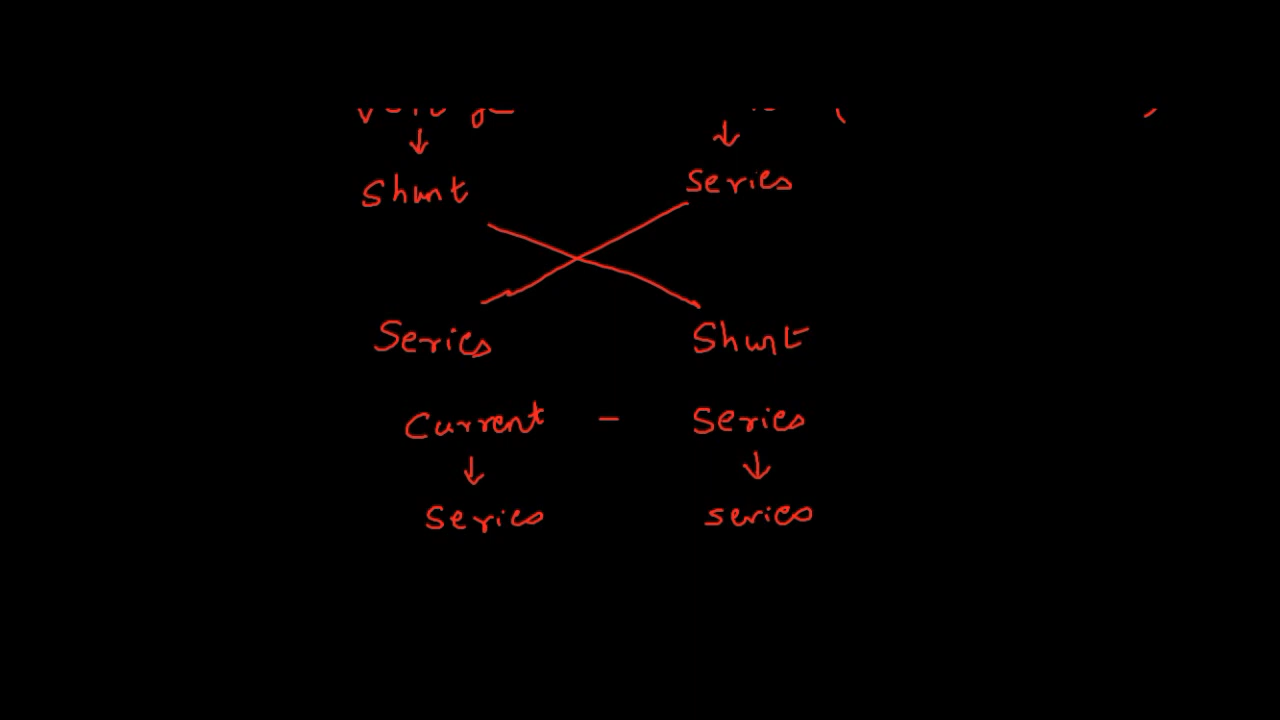 ↓ ↓
Shunt Series
Series Shunt
Current - Series
↓ ↓
Series series